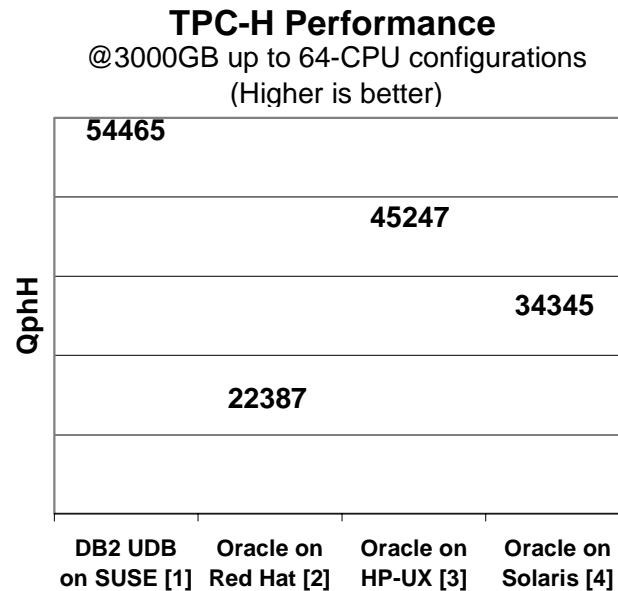 TPC-H Performance
@3000GB up to 64-CPU configurations
(Higher is better)
54465
45247
34345
22387
QphH
DB2 UDB
on SUSE [1]
Oracle on
Red Hat [2]
Oracle on
HP-UX [3]
Oracle on
Solaris [4]